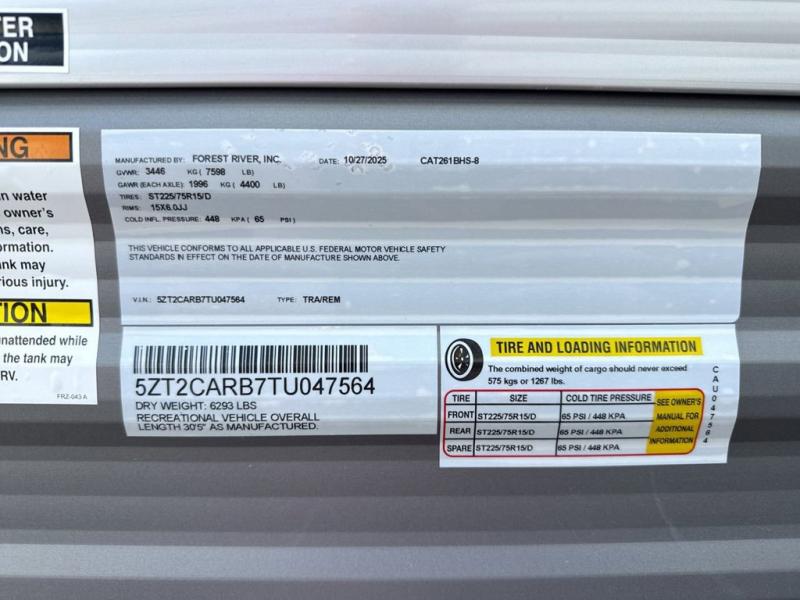 TER
ON
NG
n water
owner's
ns, care,
ormation.
ank may
rious injury.
TION
nattended while
the tank may
RV.
FRZ-043 A
MANUFACTURED BY: FOREST RIVER, INC. DATE: 10/27/2025 CAT261BHS-8
GVWR: 3446 KG ( 7598 LB)
GAWR (EACH AXLE): 1996 KG ( 4400 LB)
TIRES: ST225/75R15/D
RIMS: 15X6.0JJ
COLD INFL. PRESSURE: 448 KPA ( 65 PSI )
THIS VEHICLE CONFORMS TO ALL APPLICABLE U.S. FEDERAL MOTOR VEHICLE SAFETY
STANDARDS IN EFFECT ON THE DATE OF MANUFACTURE SHOWN ABOVE.
V.I.N.: 5ZT2CARB7TU047564 TYPE: TRA/REM
5ZT2CARB7TU047564
DRY WEIGHT: 6293 LBS
RECREATIONAL VEHICLE OVERALL
LENGTH 30'5" AS MANUFACTURED.
TIRE AND LOADING INFORMATION
The combined weight of cargo should never exceed
575 kgs or 1267 lbs.
TIRE SIZE COLD TIRE PRESSURE
FRONT ST225/75R15/D 65 PSI / 448 KPA
REAR ST225/75R15/D 65 PSI / 448 KPA
SPARE ST225/75R15/D 65 PSI / 448 KPA
SEE OWNER'S
MANUAL FOR
ADDITIONAL
INFORMATION
CAU047564